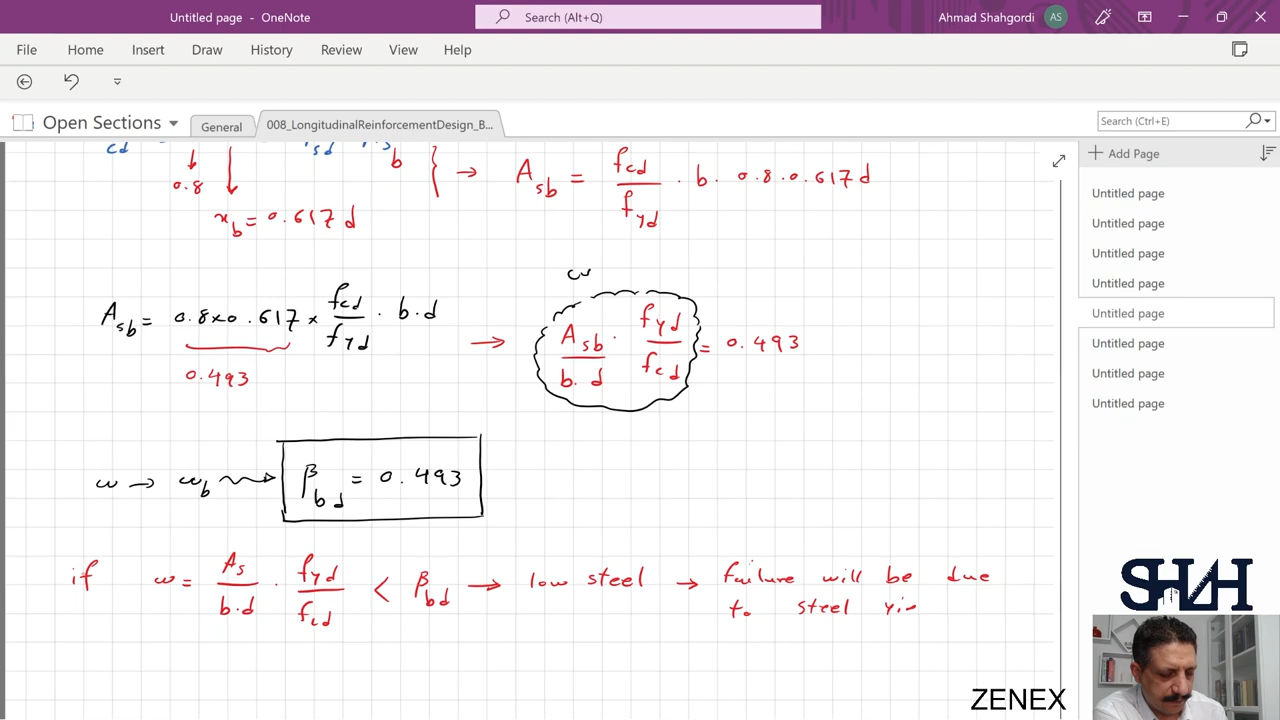 Untitled page - OneNote
Search (Alt+Q)
Ahmad Shahgordi
AS
File Home Insert Draw History Review View Help
Open Sections
General
008_LongitudinalReinforcementDesign_B...
Search (Ctrl+E)
Add Page
Untitled page
Untitled page
Untitled page
Untitled page
Untitled page
Untitled page
Untitled page
Untitled page
cd sd b
0.8
x_b = 0.617 d
} → A_sb = f_cd / f_yd · b · 0.8 · 0.617 d
ω
A_sb = 0.8 × 0.617 × f_cd / f_yd · b · d
0.493
→ A_sb / b.d · f_yd / f_cd = 0.493
ω → ω_b → β_bd = 0.493
if ω = A_s / b.d · f_yd / f_cd < β_bd → low steel → failure will be due
to steel yi
SHZH
ZENEX